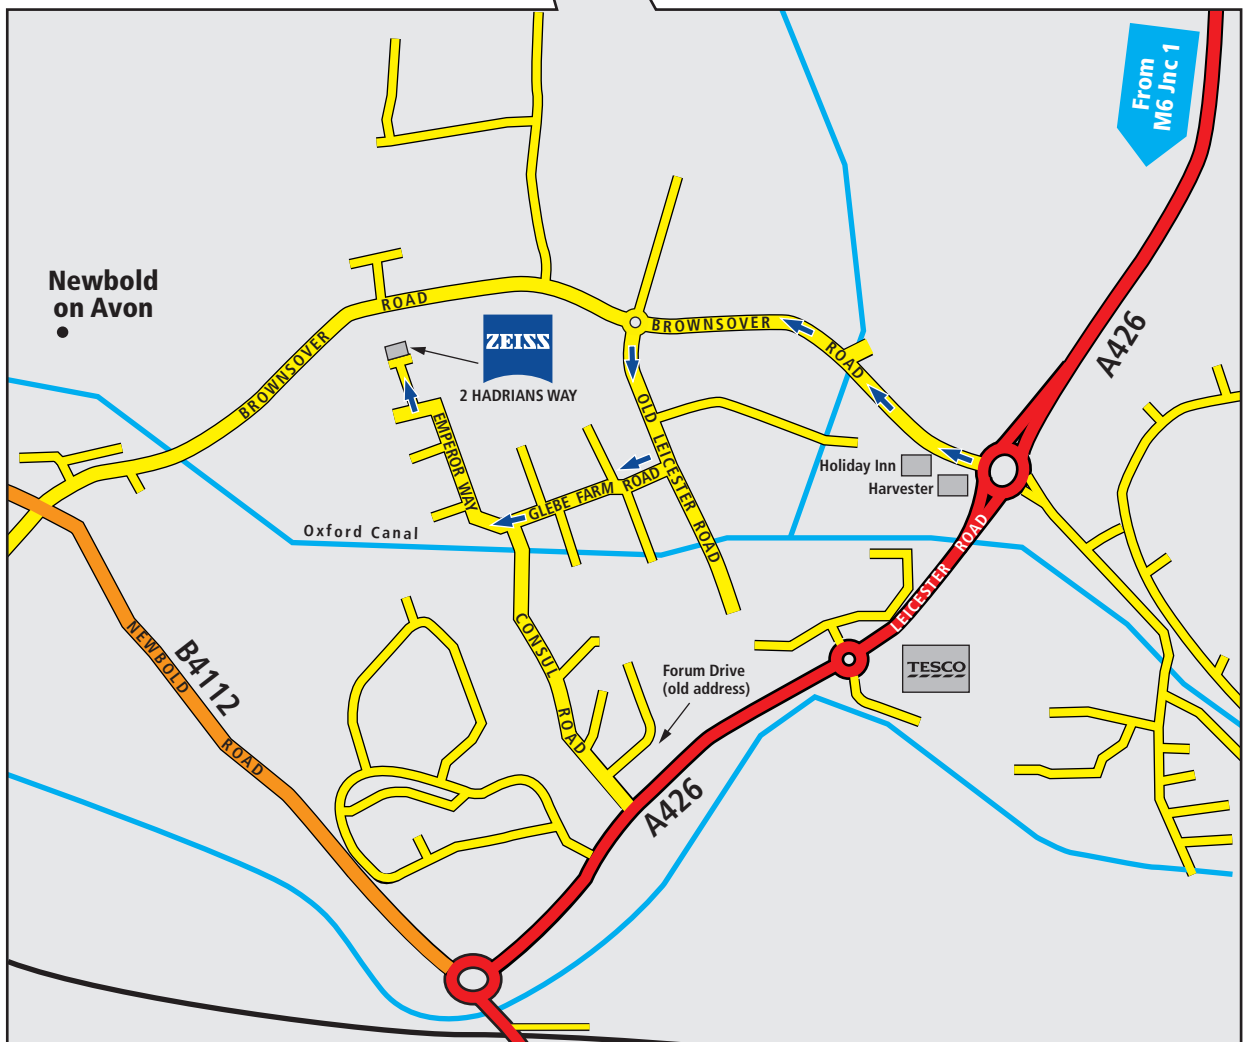 From
M6 Jnc 1
Newbold
on Avon
ROAD
BROWNSOVER
ZEISS
2 HADRIANS WAY
BROWNSOVER
ROAD
A426
OLD LEICESTER ROAD
EMPEROR WAY
GLEBE FARM ROAD
Holiday Inn
Harvester
Oxford Canal
LEICESTER ROAD
CONSUL
ROAD
NEWBOLD
ROAD
B4112
TESCO
Forum Drive
(old address)
A426